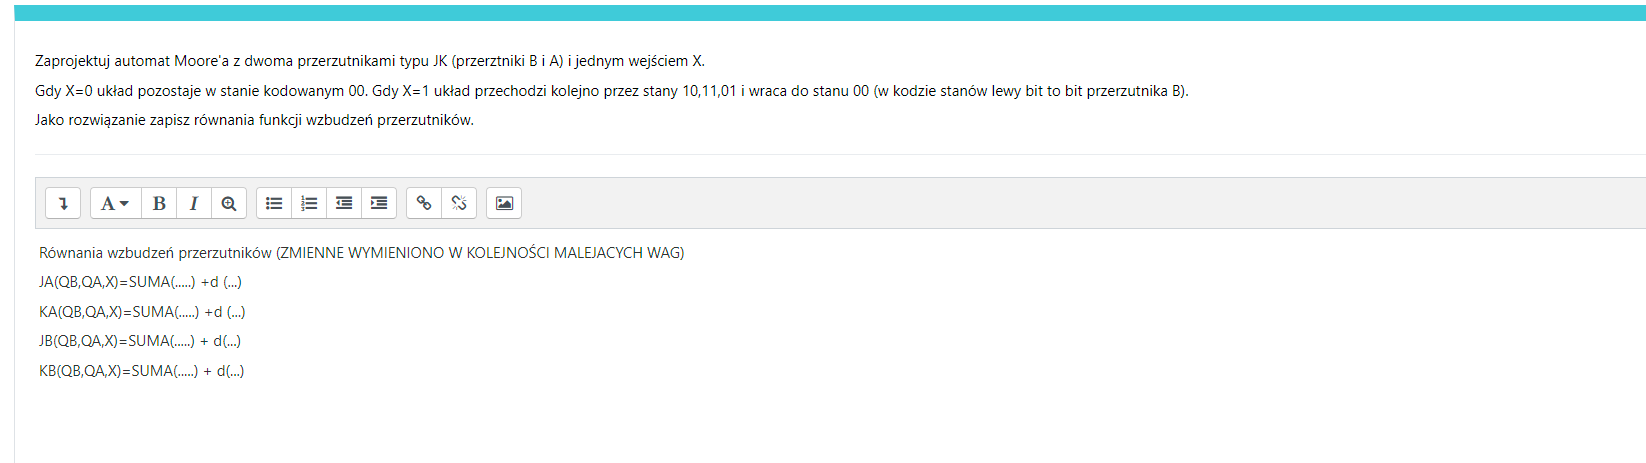 Zaprojektuj automat Moore'a z dwoma przerzutnikami typu JK (przerztniki B i A) i jednym wejściem X.
Gdy X=0 układ pozostaje w stanie kodowanym 00. Gdy X=1 układ przechodzi kolejno przez stany 10,11,01 i wraca do stanu 00 (w kodzie stanów lewy bit to bit przerzutnika B).
Jako rozwiązanie zapisz równania funkcji wzbudzeń przerzutników.
A B I
Równania wzbudzeń przerzutników (ZMIENNE WYMIENIONO W KOLEJNOŚCI MALEJACYCH WAG)
JA(QB,QA,X)=SUMA(.....) +d (...)
KA(QB,QA,X)=SUMA(.....) +d (...)
JB(QB,QA,X)=SUMA(.....) + d(...)
KB(QB,QA,X)=SUMA(.....) + d(...)